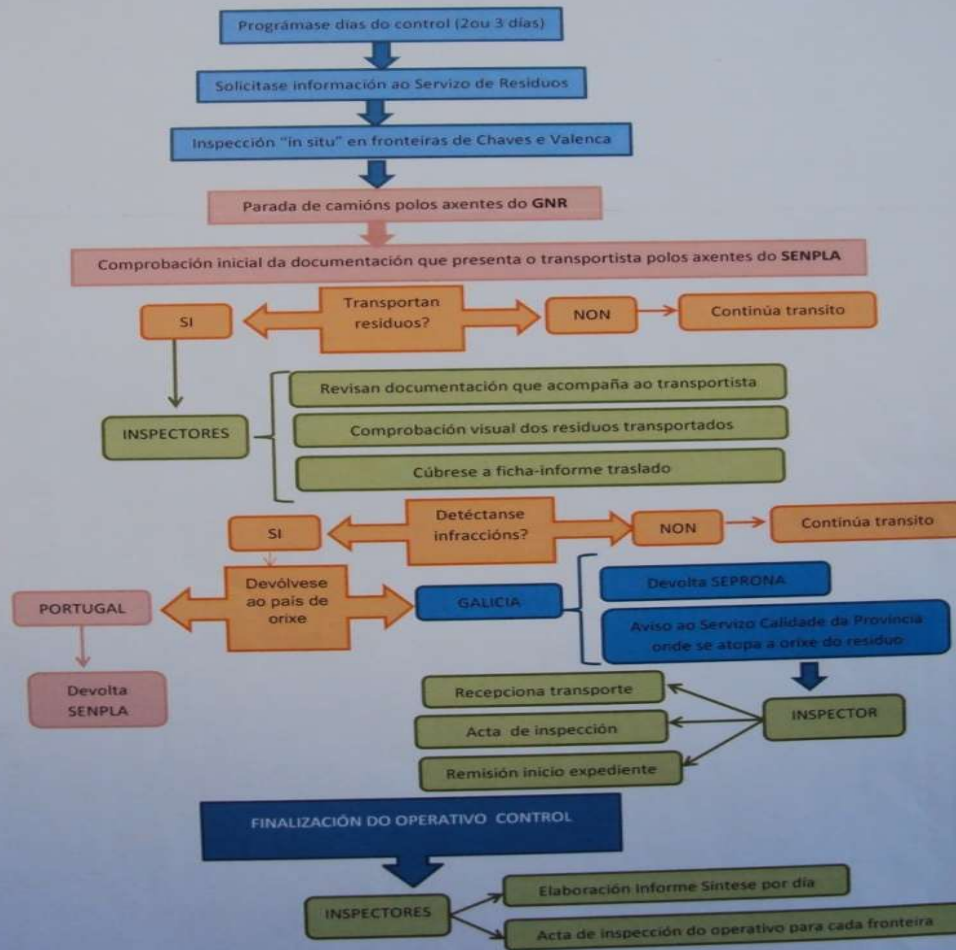 Prográmase dias do control (2ou 3 días)
Solicitase información ao Servizo de Residuos
Inspección "in situ" en fronteiras de Chaves e Valenca
Parada de camións polos axentes do GNR
Comprobación inicial da documentación que presenta o transportista polos axentes do SENPLA
Transportan
residuos?
SI
NON
Continúa transito
INSPECTORES
Revisan documentación que acompaña ao transportista
Comprobación visual dos residuos transportados
Cúbrese a ficha-informe traslado
Detéctanse
infraccións?
SI
NON
Continúa transito
Devólvese
ao país de
orixe
PORTUGAL
GALICIA
Devolta SEPRONA
Aviso ao Servizo Calidade da Provincia
onde se atopa a orixe do residuo
Devolta
SENPLA
INSPECTOR
Recepciona transporte
Acta de inspección
Remisión inicio expediente
FINALIZACIÓN DO OPERATIVO CONTROL
INSPECTORES
Elaboración Informe Síntese por día
Acta de inspección do operativo para cada fronteira